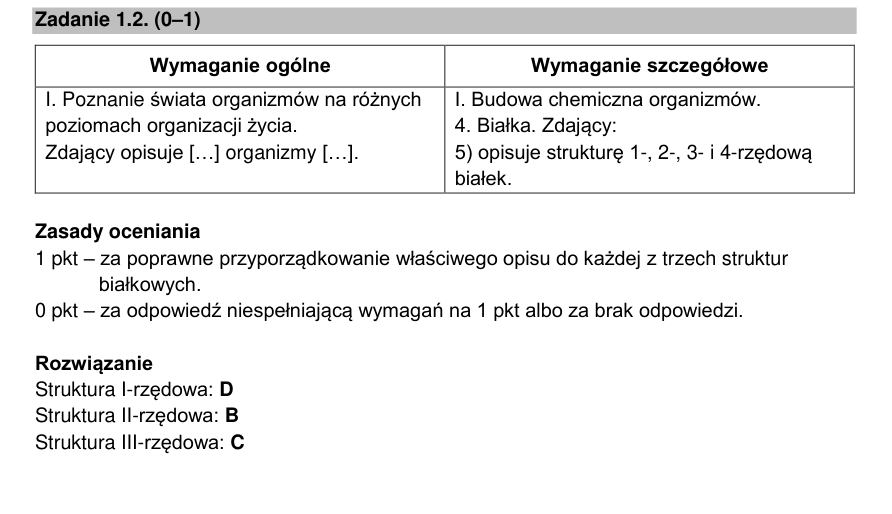 Zadanie 1.2. (0–1)
Wymaganie ogólne
Wymaganie szczegółowe
I. Poznanie świata organizmów na różnych
poziomach organizacji życia.
Zdający opisuje […] organizmy […].
I. Budowa chemiczna organizmów.
4. Białka. Zdający:
5) opisuje strukturę 1-, 2-, 3- i 4-rzędową
białek.
Zasady oceniania
1 pkt – za poprawne przyporządkowanie właściwego opisu do każdej z trzech struktur
białkowych.
0 pkt – za odpowiedź niespełniającą wymagań na 1 pkt albo za brak odpowiedzi.
Rozwiązanie
Struktura I-rzędowa: D
Struktura II-rzędowa: B
Struktura III-rzędowa: C